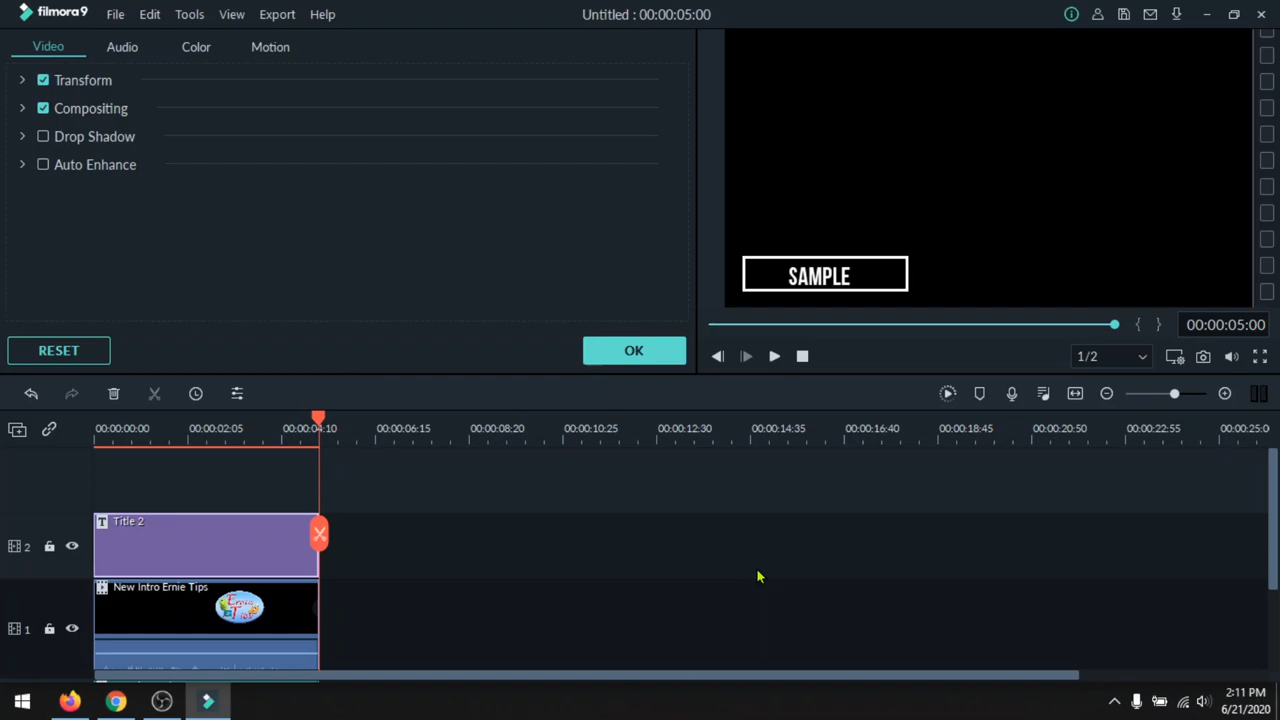 filmora9 File Edit Tools View Export Help Untitled : 00:00:05:00
Video Audio Color Motion
Transform
Compositing
Drop Shadow
Auto Enhance
SAMPLE
RESET OK
00:00:05:00
1/2
00:00:00:00 00:00:02:05 00:00:04:10 00:00:06:15 00:00:08:20 00:00:10:25 00:00:12:30 00:00:14:35 00:00:16:40 00:00:18:45 00:00:20:50 00:00:22:55 00:00:25:0
T Title 2
2
New Intro Ernie Tips
Ernie
Tips
1
2:11 PM
6/21/2020